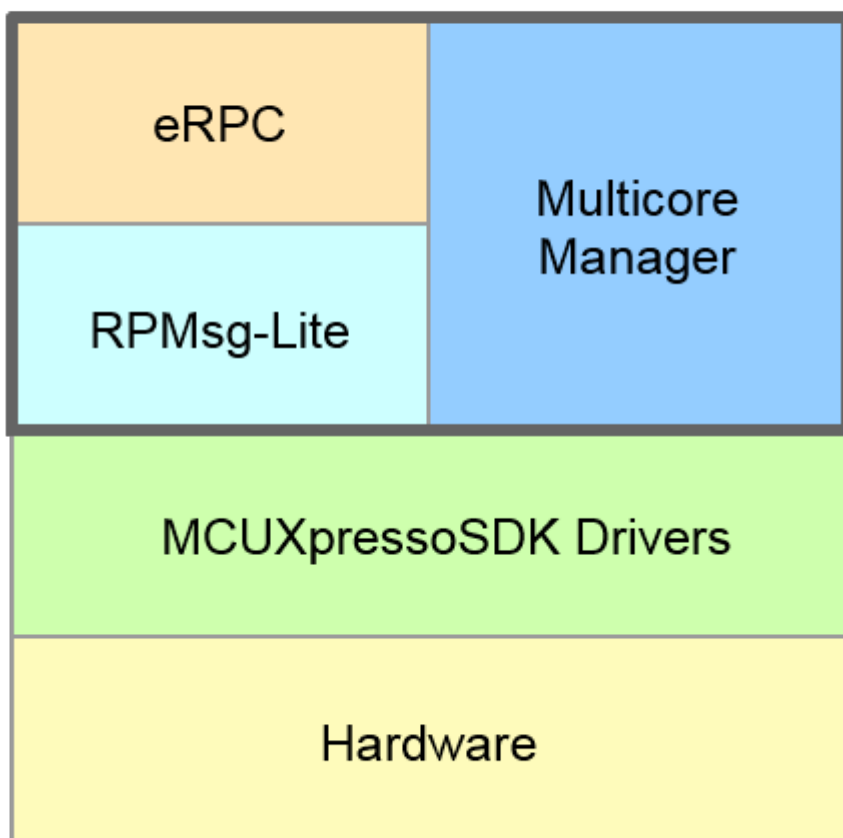 eRPC
Multicore
Manager
RPMsg-Lite
MCUXpressoSDK Drivers
Hardware